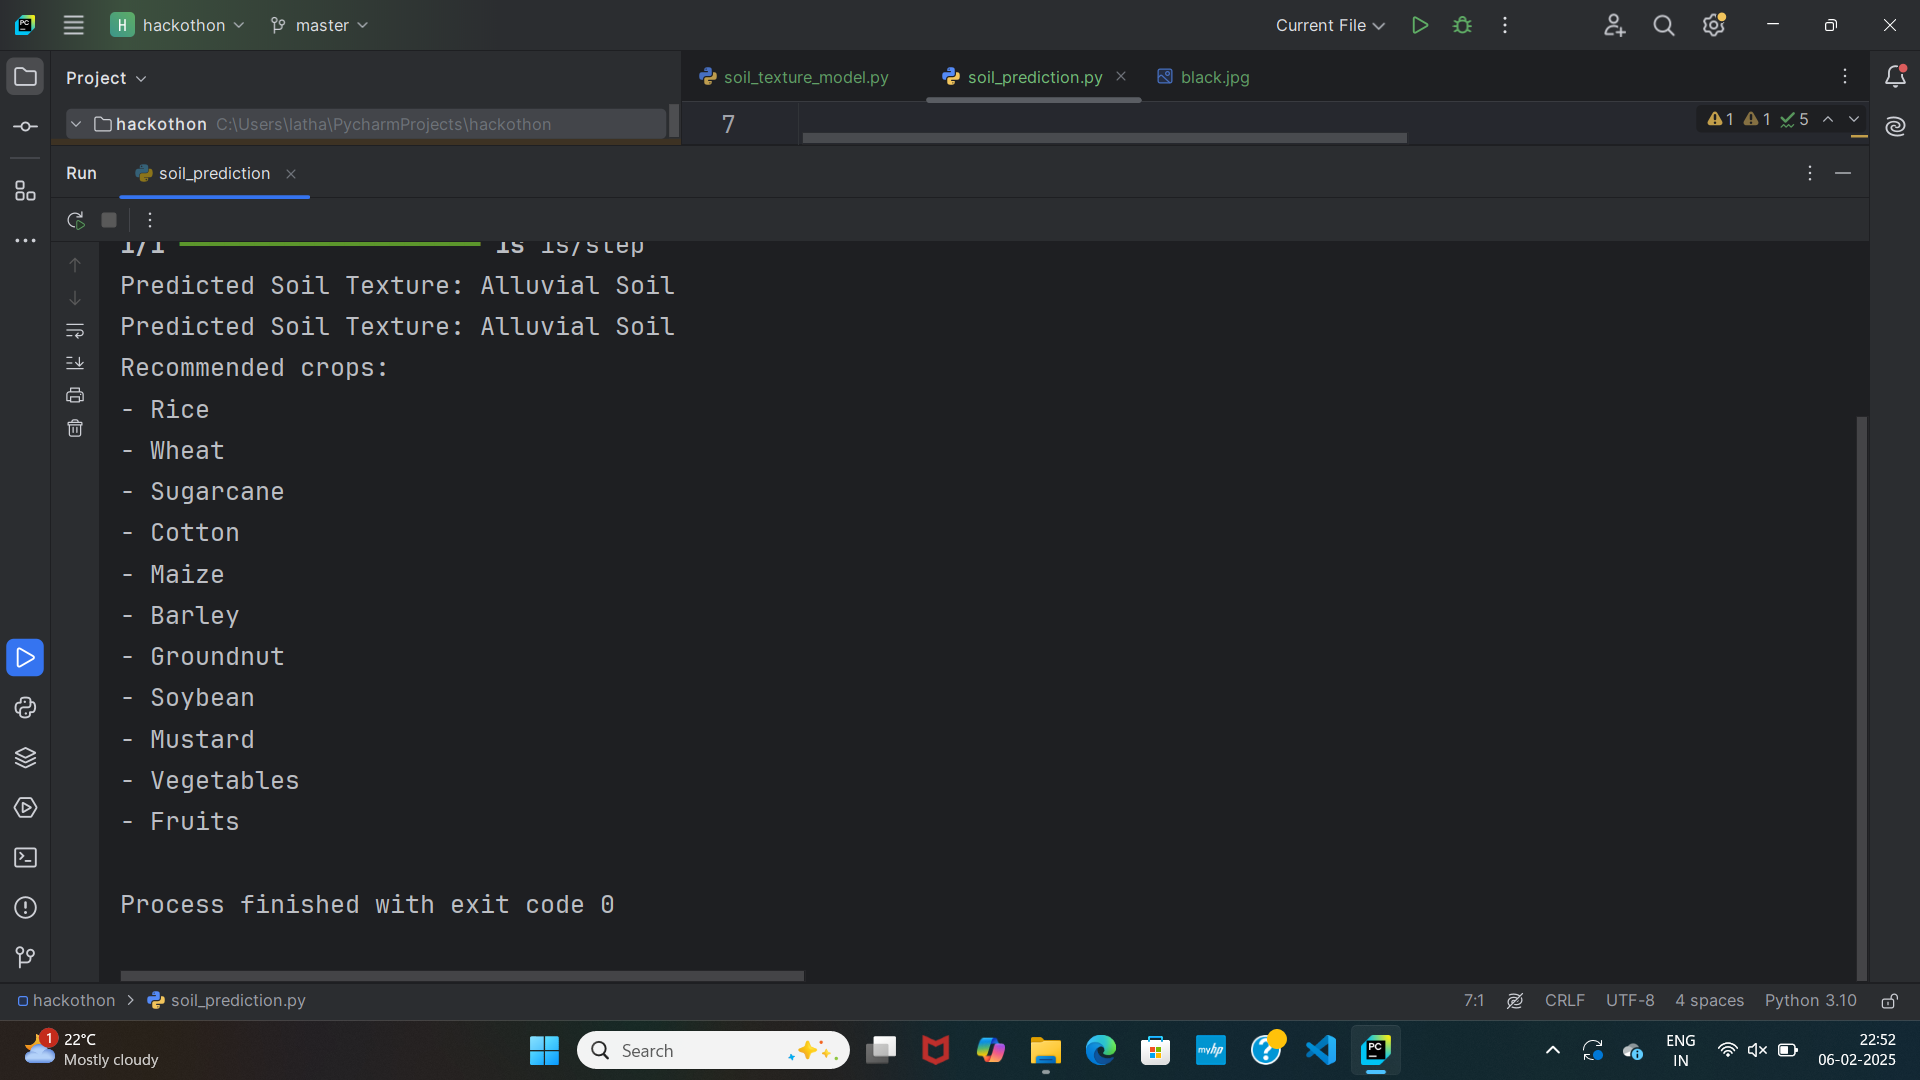 H hackothon master Current File
Project soil_texture_model.py soil_prediction.py black.jpg
hackothon C:\Users\latha\PycharmProjects\hackothon 7 1 1 5
Run soil_prediction
1/1 1s 1s/step
Predicted Soil Texture: Alluvial Soil
Predicted Soil Texture: Alluvial Soil
Recommended crops:
- Rice
- Wheat
- Sugarcane
- Cotton
- Maize
- Barley
- Groundnut
- Soybean
- Mustard
- Vegetables
- Fruits
Process finished with exit code 0
hackothon > soil_prediction.py 7:1 CRLF UTF-8 4 spaces Python 3.10
1 22°C Search myhp PC ENG 22:52
Mostly cloudy IN 06-02-2025